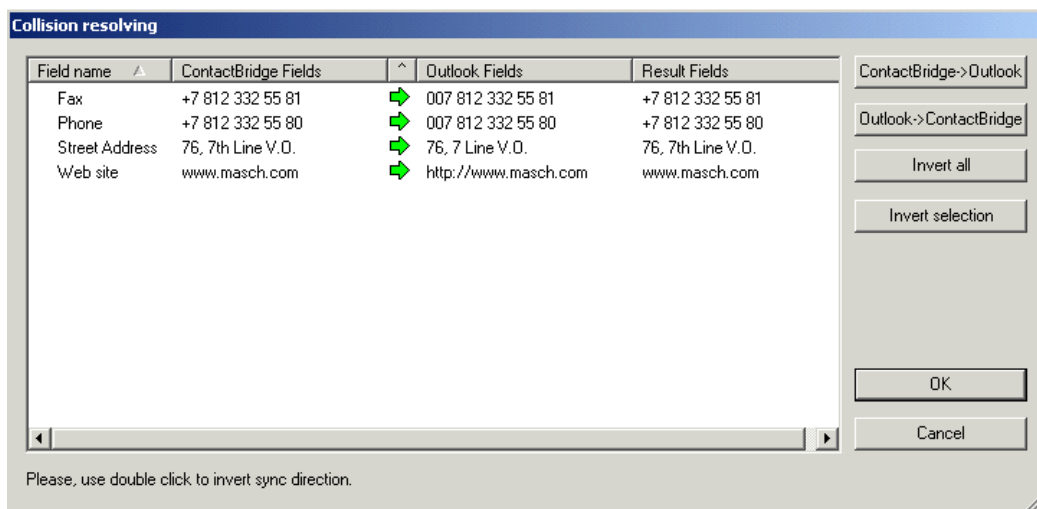 Collision resolving
Field name ContactBridge Fields ^ Outlook Fields Result Fields ContactBridge->Outlook
Fax +7 812 332 55 81 007 812 332 55 81 +7 812 332 55 81
Phone +7 812 332 55 80 007 812 332 55 80 +7 812 332 55 80 Outlook->ContactBridge
Street Address 76, 7th Line V.O. 76, 7 Line V.O. 76, 7th Line V.O.
Web site www.masch.com http://www.masch.com www.masch.com Invert all
Invert selection
OK
Cancel
Please, use double click to invert sync direction.